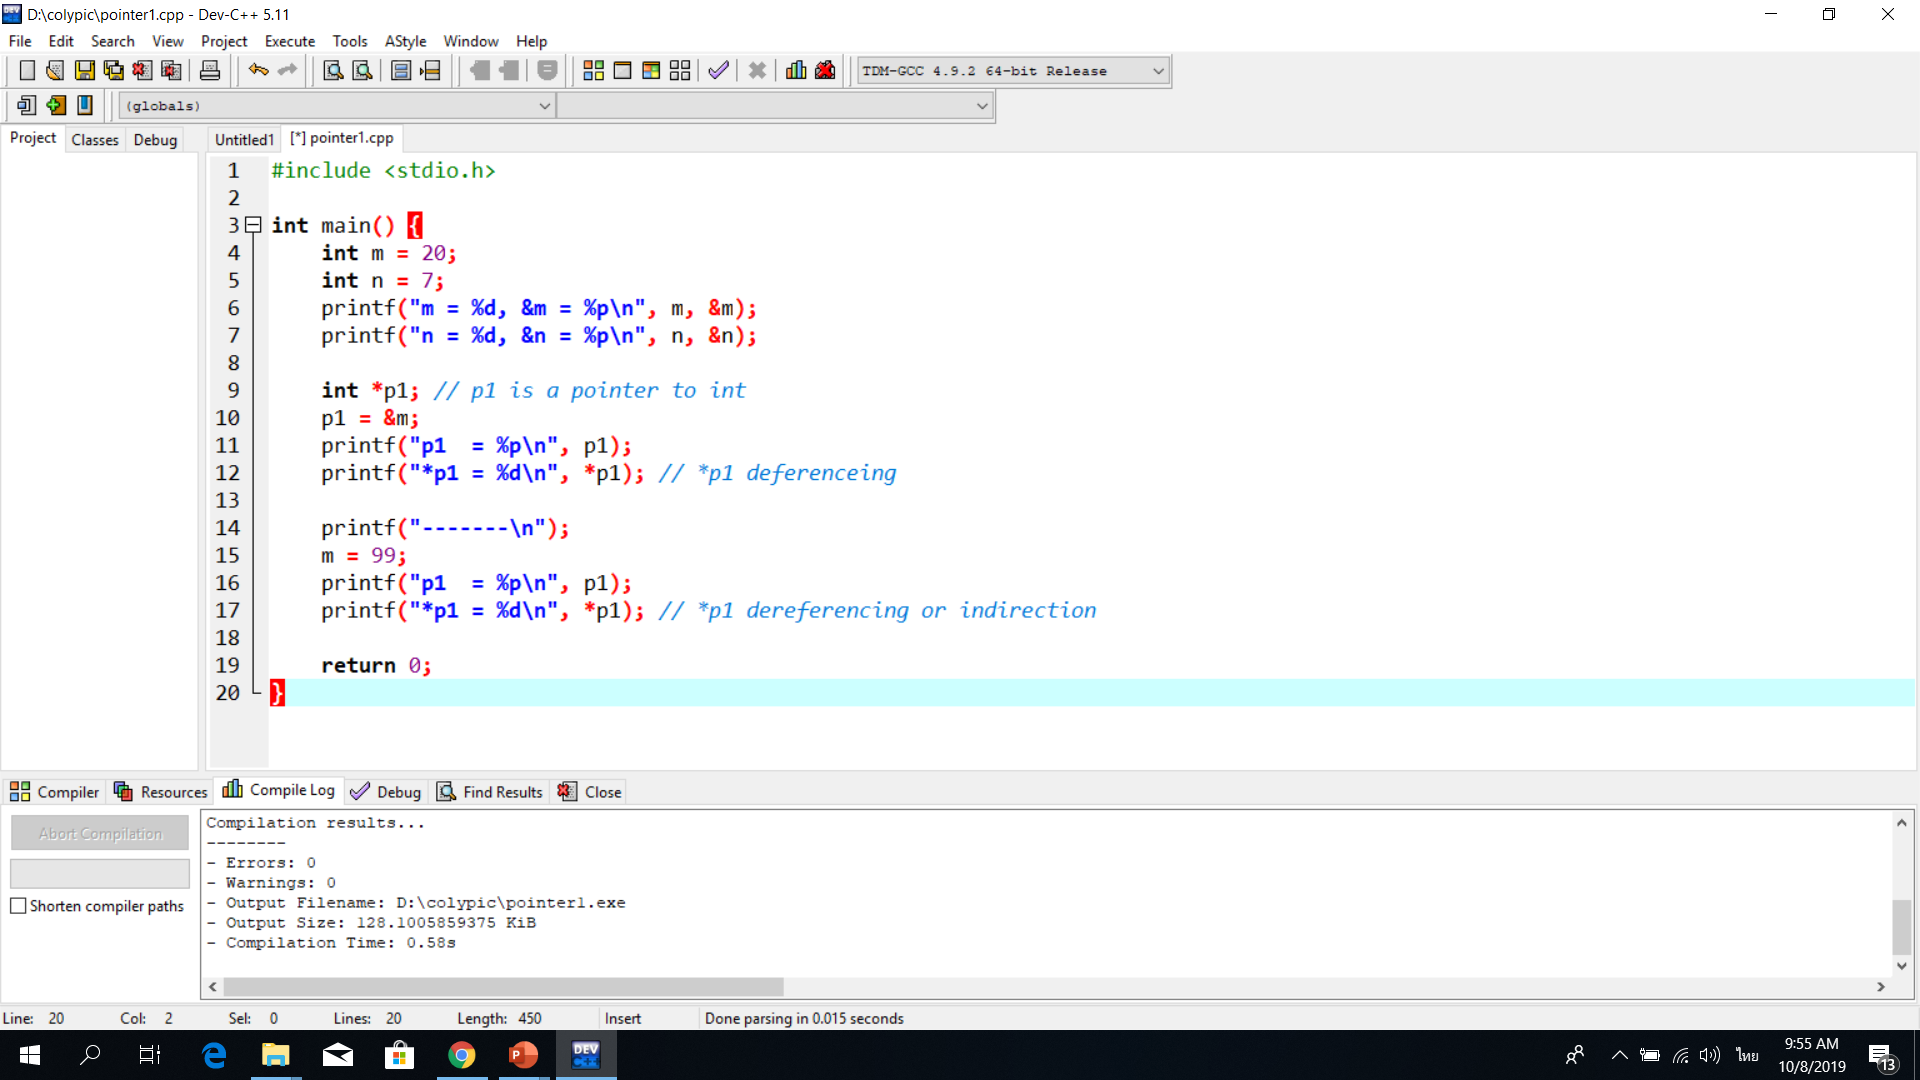 D:\colypic\pointer1.cpp - Dev-C++ 5.11
File Edit Search View Project Execute Tools AStyle Window Help
TDM-GCC 4.9.2 64-bit Release
(globals)
Project Classes Debug Untitled1 [*] pointer1.cpp
1 #include <stdio.h>
2
3 int main() {
4     int m = 20;
5     int n = 7;
6     printf("m = %d, &m = %p\n", m, &m);
7     printf("n = %d, &n = %p\n", n, &n);
8
9     int *p1; // p1 is a pointer to int
10     p1 = &m;
11     printf("p1  = %p\n", p1);
12     printf("*p1 = %d\n", *p1); // *p1 deferenceing
13
14     printf("-------\n");
15     m = 99;
16     printf("p1  = %p\n", p1);
17     printf("*p1 = %d\n", *p1); // *p1 dereferencing or indirection
18
19     return 0;
20 }
Compiler Resources Compile Log Debug Find Results Close
Abort Compilation
Shorten compiler paths
Compilation results...
--------
- Errors: 0
- Warnings: 0
- Output Filename: D:\colypic\pointer1.exe
- Output Size: 128.1005859375 KiB
- Compilation Time: 0.58s
Line: 20 Col: 2 Sel: 0 Lines: 20 Length: 450 Insert Done parsing in 0.015 seconds
DEV C++
ไทย
9:55 AM
10/8/2019
13